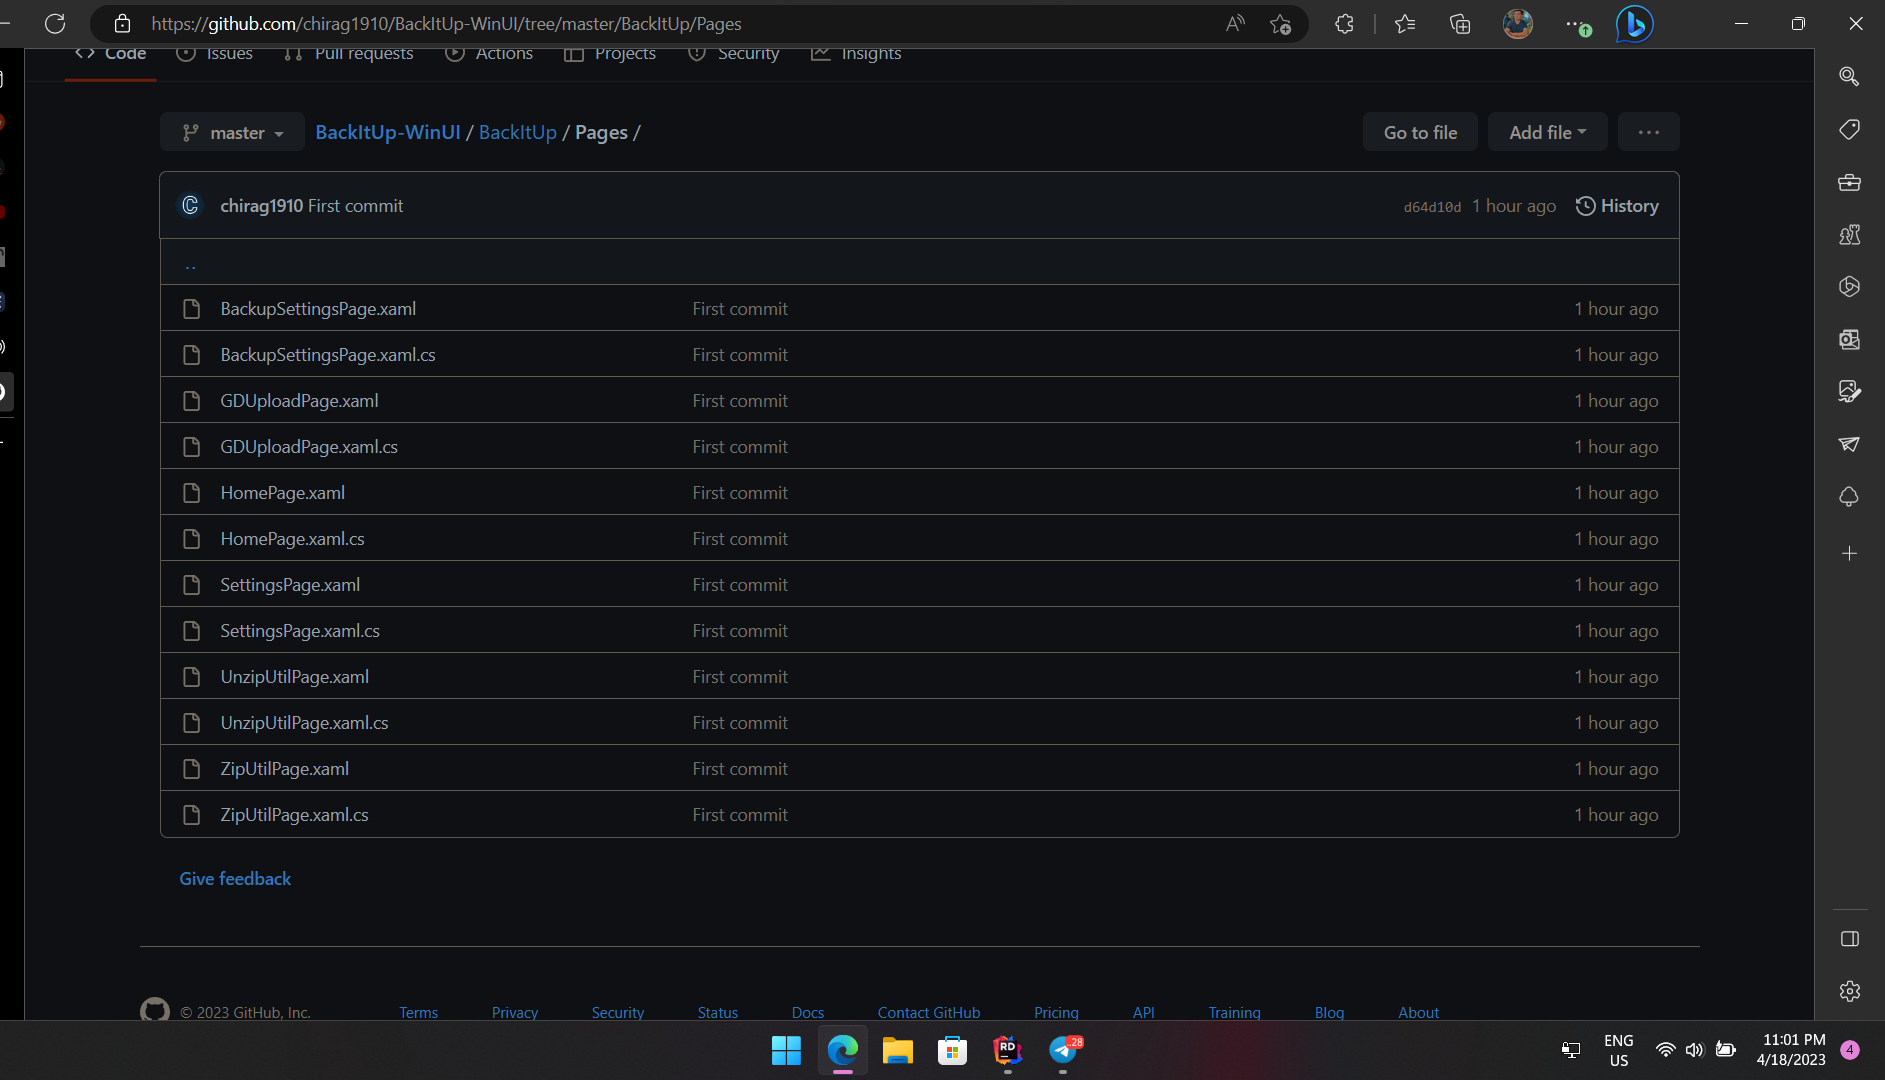 https://github.com/chirag1910/BackItUp-WinUI/tree/master/BackItUp/Pages
Code Issues Pull requests Actions Projects Security Insights
master BackItUp-WinUI / BackItUp / Pages / Go to file Add file ...
chirag1910 First commit d64d10d 1 hour ago History
..
BackupSettingsPage.xaml First commit 1 hour ago
BackupSettingsPage.xaml.cs First commit 1 hour ago
GDUploadPage.xaml First commit 1 hour ago
GDUploadPage.xaml.cs First commit 1 hour ago
HomePage.xaml First commit 1 hour ago
HomePage.xaml.cs First commit 1 hour ago
SettingsPage.xaml First commit 1 hour ago
SettingsPage.xaml.cs First commit 1 hour ago
UnzipUtilPage.xaml First commit 1 hour ago
UnzipUtilPage.xaml.cs First commit 1 hour ago
ZipUtilPage.xaml First commit 1 hour ago
ZipUtilPage.xaml.cs First commit 1 hour ago
Give feedback
© 2023 GitHub, Inc. Terms Privacy Security Status Docs Contact GitHub Pricing API Training Blog About
RD ..28
ENG
US
11:01 PM
4/18/2023
4